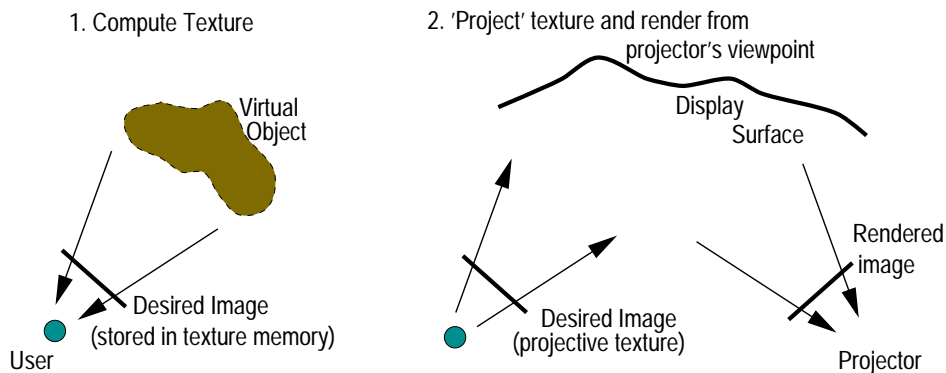 1. Compute Texture
Virtual
Object
Desired Image
(stored in texture memory)
User
2. 'Project' texture and render from
projector's viewpoint
Display
Surface
Rendered
image
Desired Image
(projective texture)
Projector